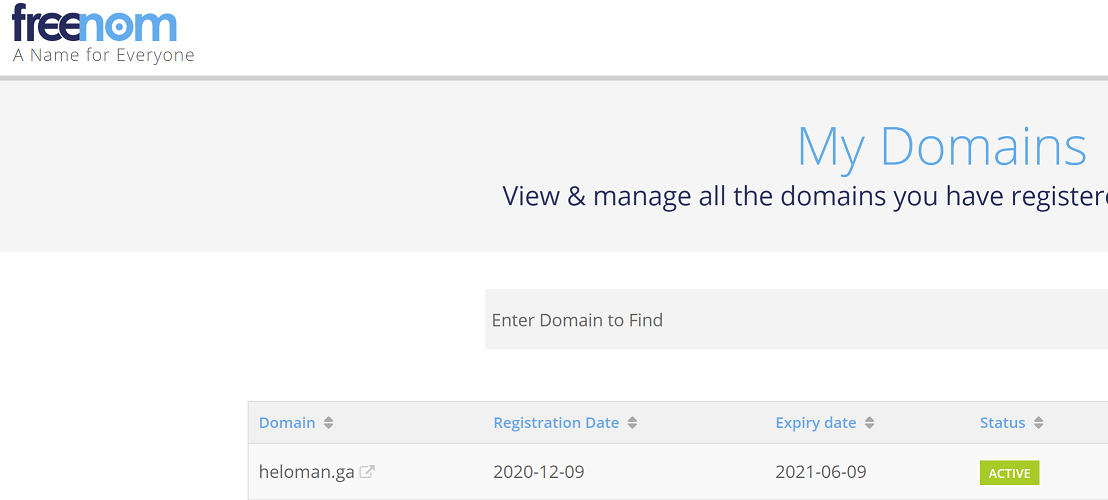 freenom
A Name for Everyone
My Domains
View & manage all the domains you have registere
Enter Domain to Find
Domain Registration Date Expiry date Status
heloman.ga 2020-12-09 2021-06-09 ACTIVE